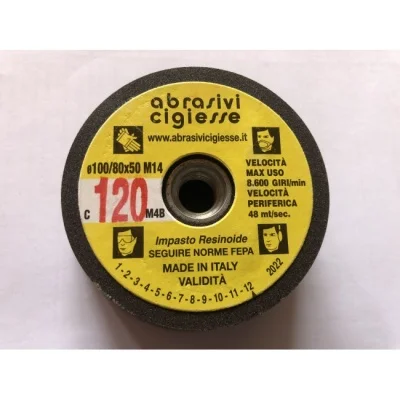 abrasivi
cigiesse
www.abrasivicigiesse.it
ø100/80x50 M14
C 120 M4B
VELOCITÀ
MAX USO
8.600 GIRI/min
VELOCITÀ
PERIFERICA
48 mt/sec.
Impasto Resinoide
SEGUIRE NORME FEPA
MADE IN ITALY
VALIDITÀ
1-2-3-4-5-6-7-8-9-10-11-12 2022